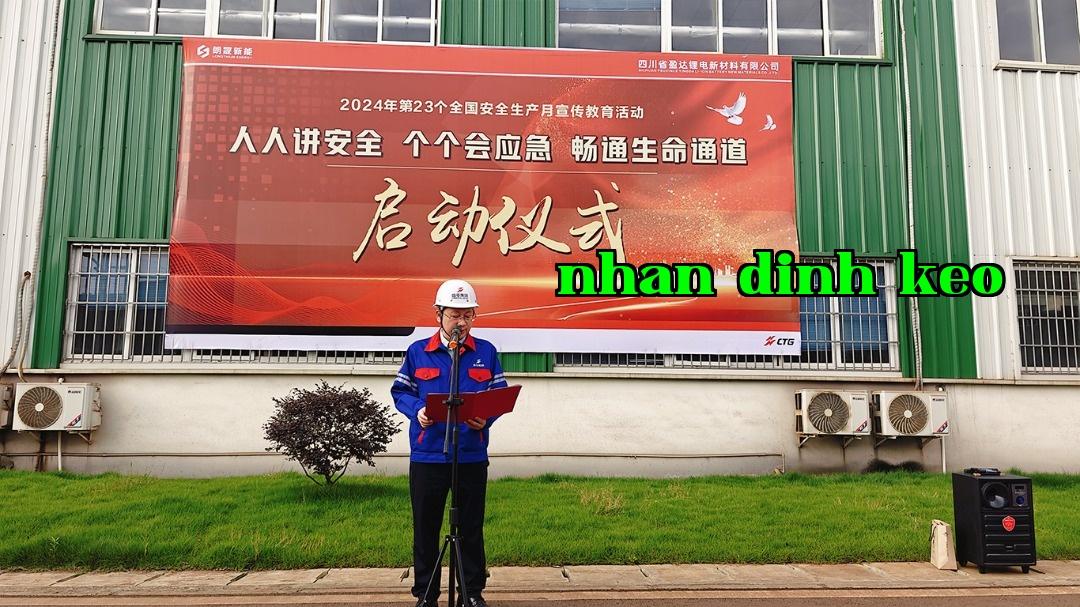 朗晟新能
四川省盈达锂电新材料有限公司
2024年第23个全国安全生产月宣传教育活动
人人讲安全 个个会应急 畅通生命通道
启动仪式
nhan dinh keo
CTG